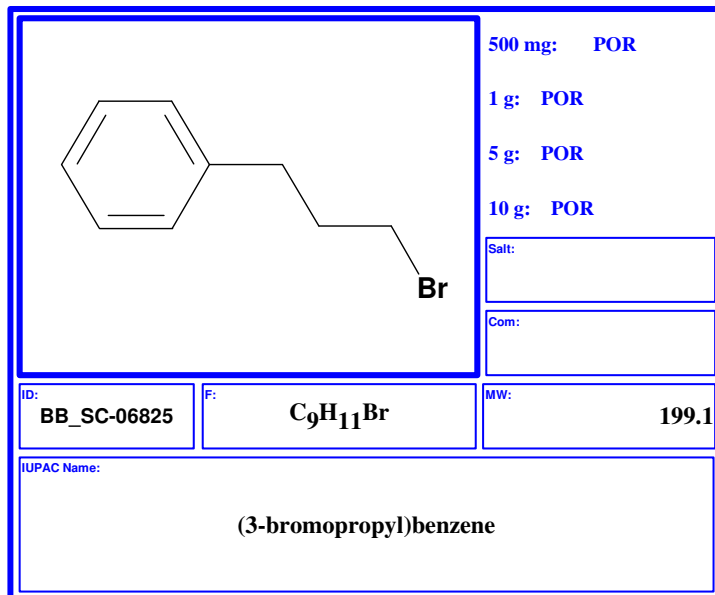 500 mg: POR
1 g: POR
5 g: POR
10 g: POR
Br
Salt:
Com:
ID:
BB_SC-06825
F:
C9H11Br
MW:
199.1
IUPAC Name:
(3-bromopropyl)benzene